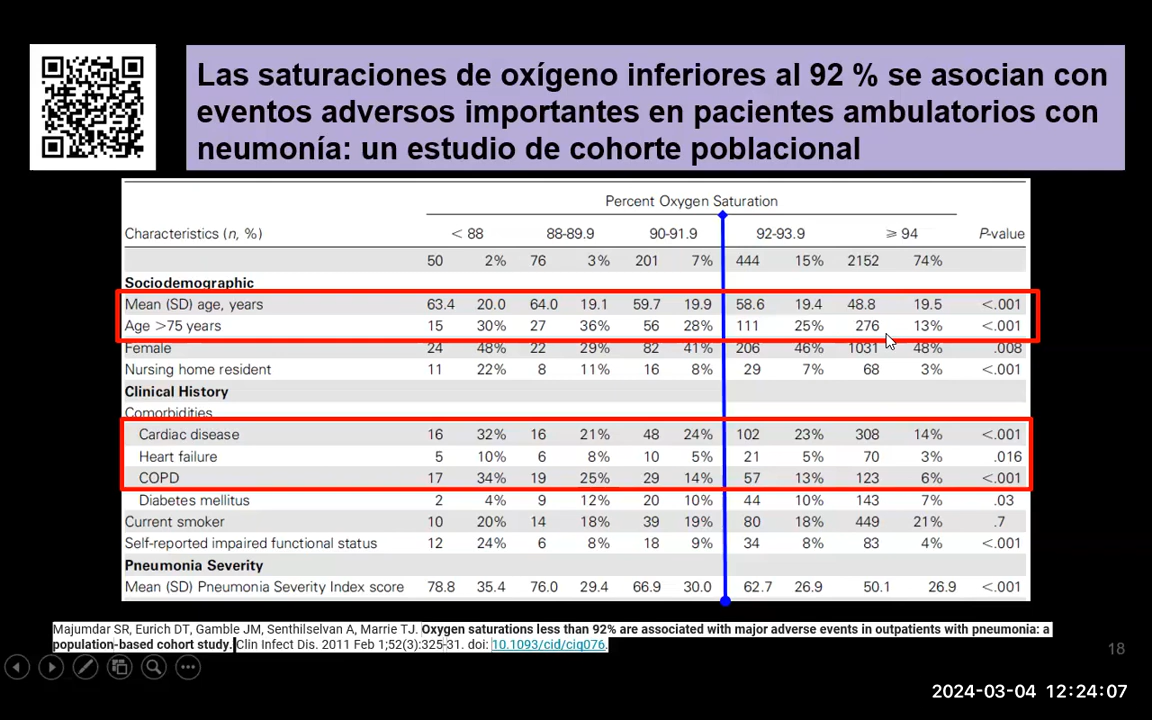 Las saturaciones de oxígeno inferiores al 92 % se asocian con
eventos adversos importantes en pacientes ambulatorios con
neumonía: un estudio de cohorte poblacional
Percent Oxygen Saturation
Characteristics (n, %) < 88 88-89.9 90-91.9 92-93.9 ⩾ 94 P-value
50 2% 76 3% 201 7% 444 15% 2152 74%
Sociodemographic
Mean (SD) age, years 63.4 20.0 64.0 19.1 59.7 19.9 58.6 19.4 48.8 19.5 <.001
Age >75 years 15 30% 27 36% 56 28% 111 25% 276 13% <.001
Female 24 48% 22 29% 82 41% 206 46% 1031 48% .008
Nursing home resident 11 22% 8 11% 16 8% 29 7% 68 3% <.001
Clinical History
Comorbidities
Cardiac disease 16 32% 16 21% 48 24% 102 23% 308 14% <.001
Heart failure 5 10% 6 8% 10 5% 21 5% 70 3% .016
COPD 17 34% 19 25% 29 14% 57 13% 123 6% <.001
Diabetes mellitus 2 4% 9 12% 20 10% 44 10% 143 7% .03
Current smoker 10 20% 14 18% 39 19% 80 18% 449 21% .7
Self-reported impaired functional status 12 24% 6 8% 18 9% 34 8% 83 4% <.001
Pneumonia Severity
Mean (SD) Pneumonia Severity Index score 78.8 35.4 76.0 29.4 66.9 30.0 62.7 26.9 50.1 26.9 <.001
Majumdar SR, Eurich DT, Gamble JM, Senthilselvan A, Marrie TJ. Oxygen saturations less than 92% are associated with major adverse events in outpatients with pneumonia: a
population-based cohort study. Clin Infect Dis. 2011 Feb 1;52(3):325-31. doi: 10.1093/cid/ciq076.
18
2024-03-04 12:24:07